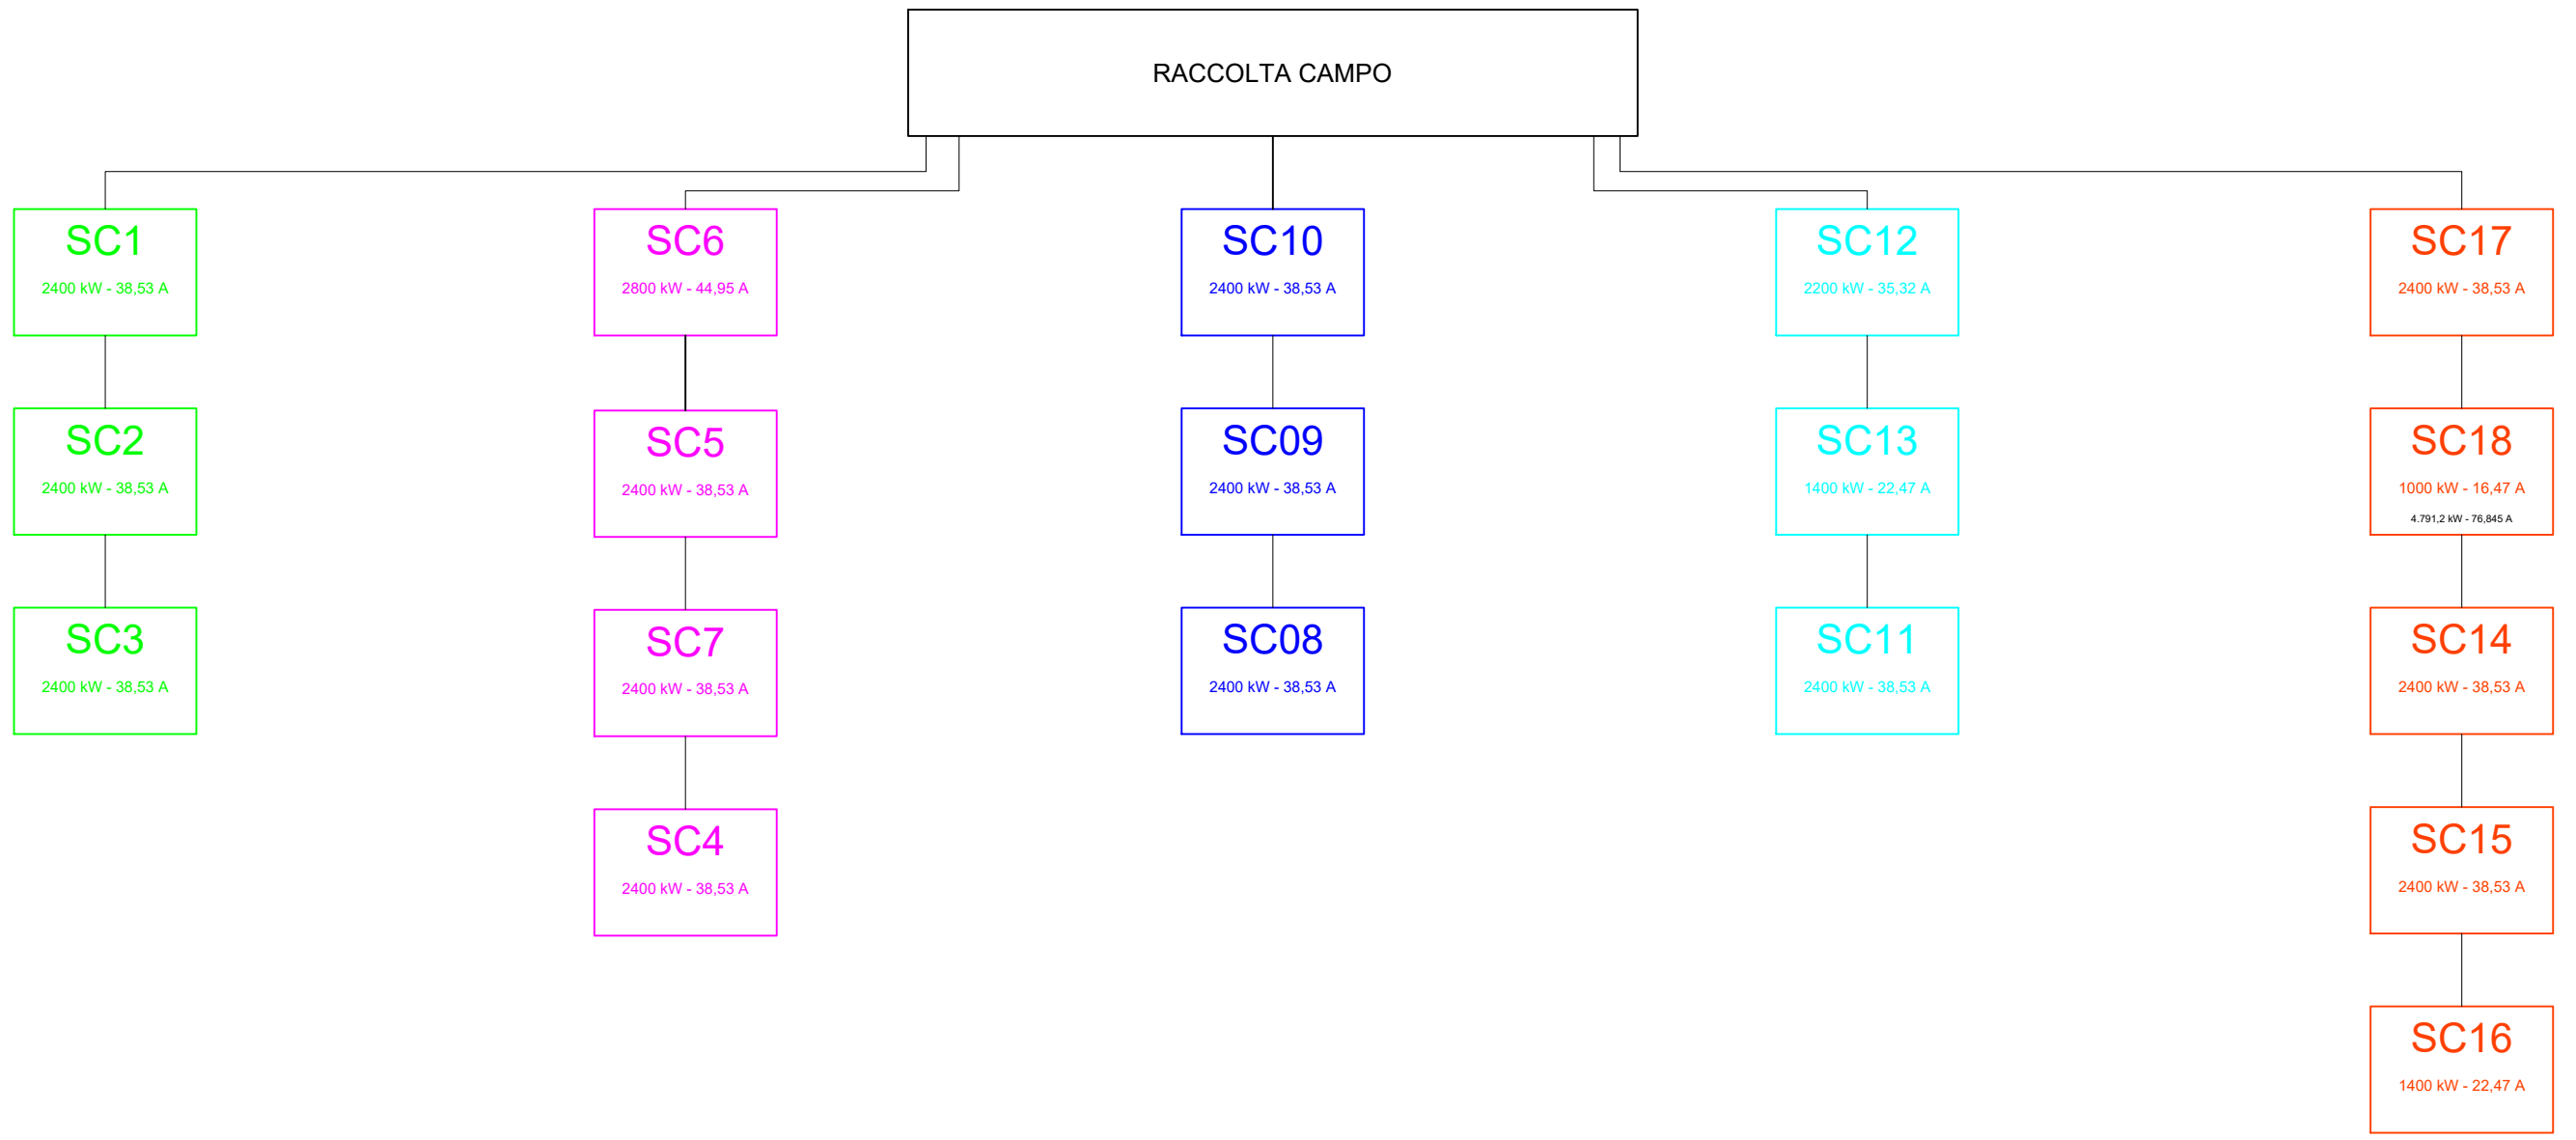 RACCOLTA CAMPO
SC1
2400 kW - 38,53 A
SC2
2400 kW - 38,53 A
SC3
2400 kW - 38,53 A
SC6
2800 kW - 44,95 A
SC5
2400 kW - 38,53 A
SC7
2400 kW - 38,53 A
SC4
2400 kW - 38,53 A
SC10
2400 kW - 38,53 A
SC09
2400 kW - 38,53 A
SC08
2400 kW - 38,53 A
SC12
2200 kW - 35,32 A
SC13
1400 kW - 22,47 A
SC11
2400 kW - 38,53 A
SC17
2400 kW - 38,53 A
SC18
1000 kW - 16,47 A
4.791,2 kW - 76,845 A
SC14
2400 kW - 38,53 A
SC15
2400 kW - 38,53 A
SC16
1400 kW - 22,47 A